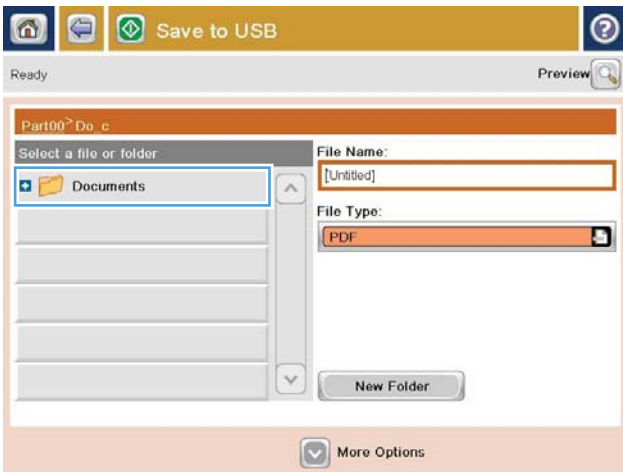 Save to USB
?
Ready
Preview
Part00>Do_c
Select a file or folder
File Name:
Documents
[Untitled]
File Type:
PDF
New Folder
More Options